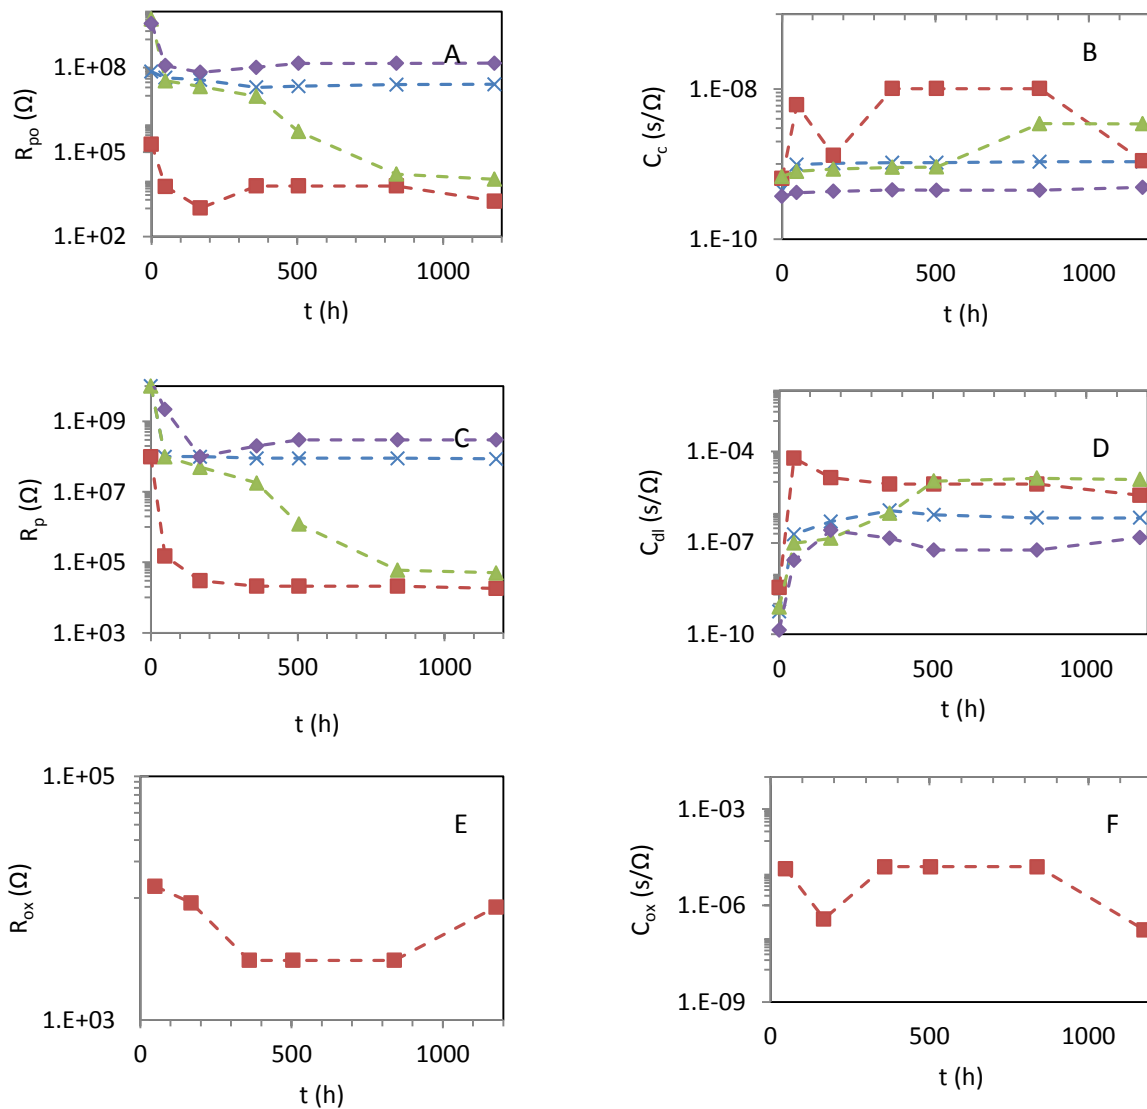 A
R_po (Ω)
1.E+08
1.E+05
1.E+02
0 500 1000
t (h)
B
C_c (s/Ω)
1.E-08
1.E-10
0 500 1000
t (h)
C
R_p (Ω)
1.E+09
1.E+07
1.E+05
1.E+03
0 500 1000
t (h)
D
C_dl (s/Ω)
1.E-04
1.E-07
1.E-10
0 500 1000
t (h)
E
R_ox (Ω)
1.E+05
1.E+03
0 500 1000
t (h)
F
C_ox (s/Ω)
1.E-03
1.E-06
1.E-09
0 500 1000
t (h)